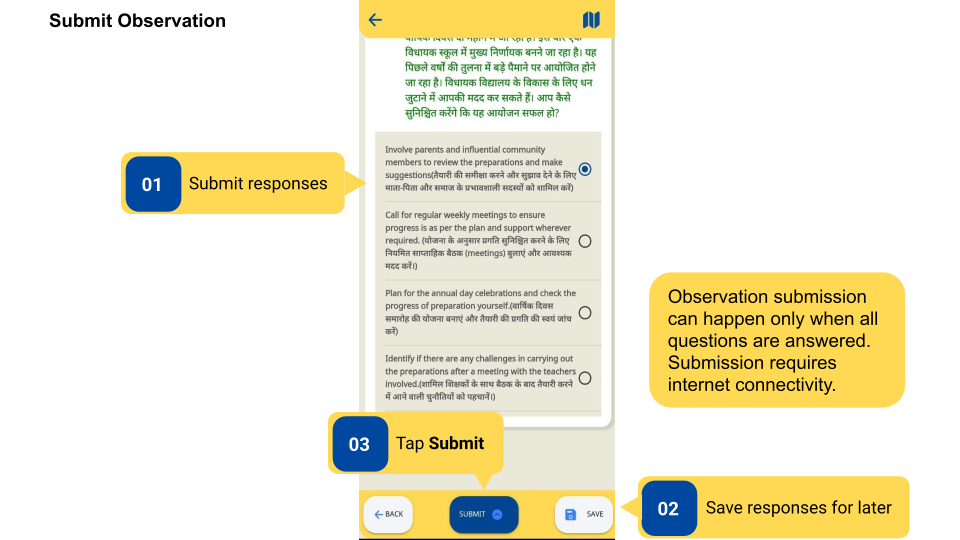 Submit Observation
विधायक स्कूल में मुख्य निर्णायक बनने जा रहा है। यह
पिछले वर्षों की तुलना में बड़े पैमाने पर आयोजित होने
जा रहा है। विधायक विद्यालय के विकास के लिए धन
जुटाने में आपकी मदद कर सकते हैं। आप कैसे
सुनिश्चित करेंगे कि यह आयोजन सफल हो?
Involve parents and influential community
members to review the preparations and make
suggestions(तैयारी की समीक्षा करने और सुझाव देने के लिए
माता-पिता और समाज के प्रभावशाली सदस्यों को शामिल करें)
01
Submit responses
Call for regular weekly meetings to ensure
progress is as per the plan and support wherever
required. (योजना के अनुसार प्रगति सुनिश्चित करने के लिए
नियमित साप्ताहिक बैठक (meetings) बुलाएं और आवश्यक
मदद करें।)
Plan for the annual day celebrations and check the
progress of preparation yourself.(वार्षिक दिवस
समारोह की योजना बनाएं और तैयारी की प्रगति की स्वयं जांच
करें)
Identify if there are any challenges in carrying out
the preparations after a meeting with the teachers
involved.(शामिल शिक्षकों के साथ बैठक के बाद तैयारी करने
में आने वाली चुनौतियों को पहचानें।)
Observation submission
can happen only when all
questions are answered.
Submission requires
internet connectivity.
03
Tap Submit
BACK
SUBMIT
SAVE
02
Save responses for later